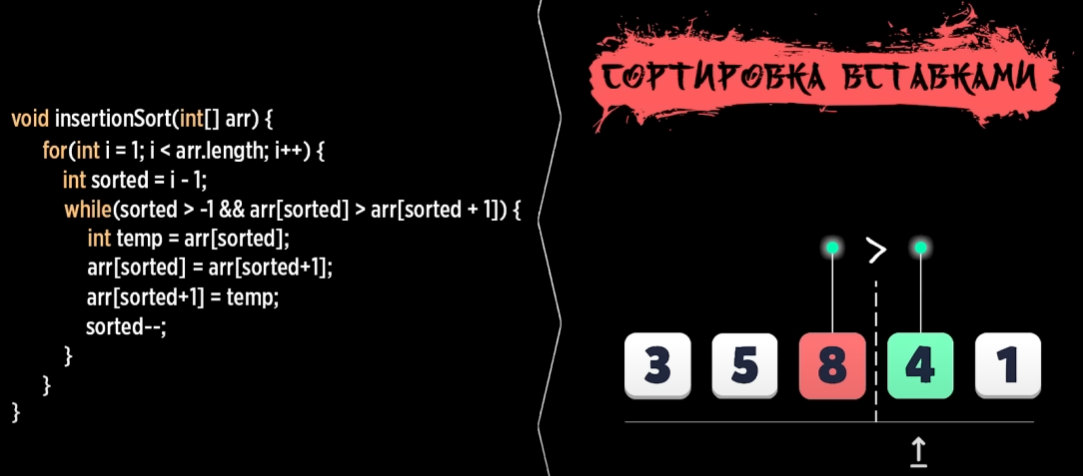 void insertionSort(int[] arr) {
for(int i = 1; i < arr.length; i++) {
int sorted = i - 1;
while(sorted > -1 && arr[sorted] > arr[sorted + 1]) {
int temp = arr[sorted];
arr[sorted] = arr[sorted+1];
arr[sorted+1] = temp;
sorted--;
}
}
}
СОРТИРОВКА ВСТАВКАМИ
>
3 5 8 4 1